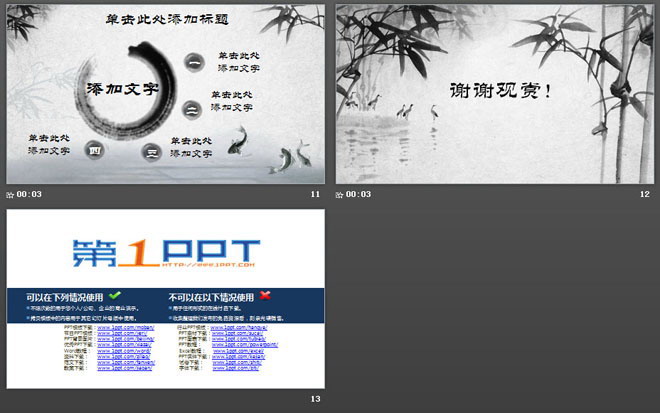 单击此处添加标题
添加文字
一
单击此处
添加文字
二
单击此处
添加文字
三
单击此处
添加文字
四
单击此处
添加文字
00:03
11
谢谢观赏!
00:03
12
第1PPT
HTTP://WWW.1PPT.COM
可以在下列情况使用
不可以在以下情况使用
PPT模板下载： www.1ppt.com/moban/
行业PPT模板： www.1ppt.com/hangye/
节日PPT模板： www.1ppt.com/jieri/
PPT素材下载： www.1ppt.com/sucai/
PPT背景图片： www.1ppt.com/beijing/
PPT图表下载： www.1ppt.com/tubiao/
优秀PPT下载： www.1ppt.com/xiazai/
PPT教程： www.1ppt.com/powerpoint/
Word教程： www.1ppt.com/word/
Excel教程： www.1ppt.com/excel/
资料下载： www.1ppt.com/ziliao/
PPT课件下载： www.1ppt.com/kejian/
范文下载： www.1ppt.com/fanwen/
试卷下载： www.1ppt.com/shiti/
教案下载： www.1ppt.com/jiaoan/
字体下载： www.1ppt.com/ziti/
13